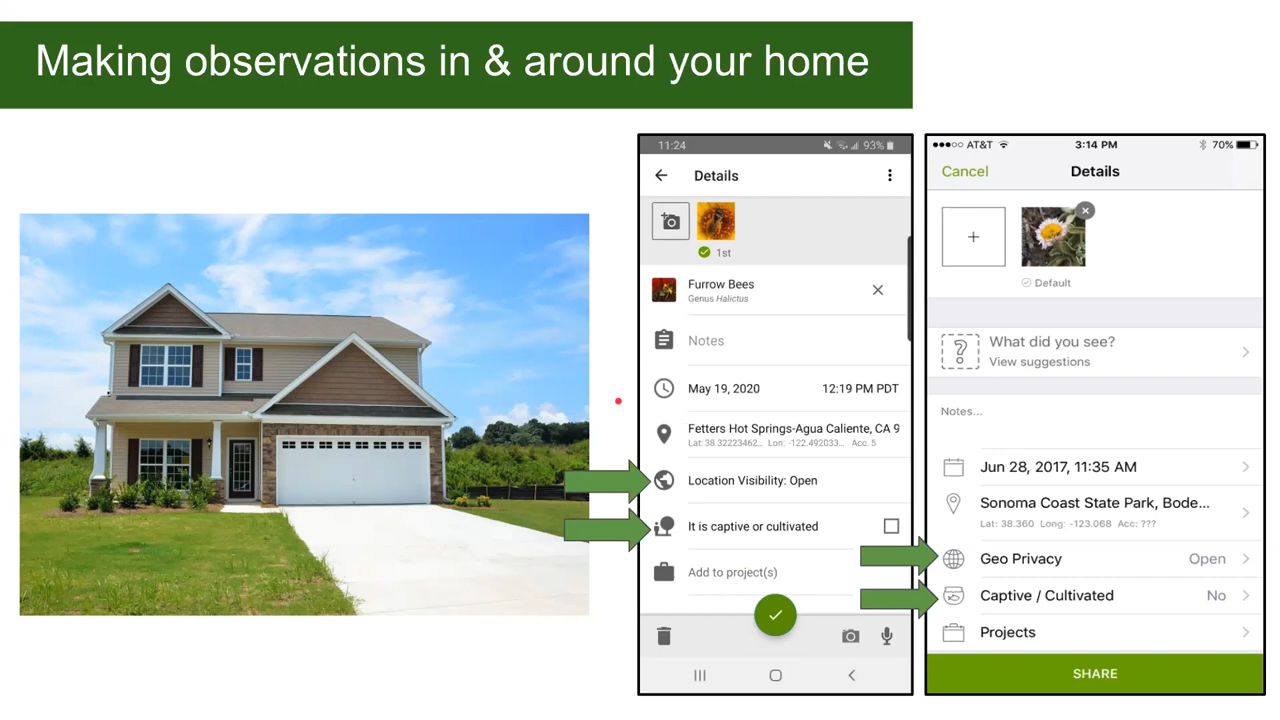 Making observations in & around your home
11:24
93%
Details
1st
Furrow Bees
Genus Halictus
Notes
May 19, 2020 12:19 PM PDT
Fetters Hot Springs-Agua Caliente, CA 9
Lat: 38.32223462... Lon: -122.492033... Acc. 5
Location Visibility: Open
It is captive or cultivated
Add to project(s)
AT&T 3:14 PM 70%
Cancel Details
+
Default
What did you see?
View suggestions
Notes...
Jun 28, 2017, 11:35 AM
Sonoma Coast State Park, Bode...
Lat: 38.360 Long: -123.068 Acc: ???
Geo Privacy Open
Captive / Cultivated No
Projects
SHARE